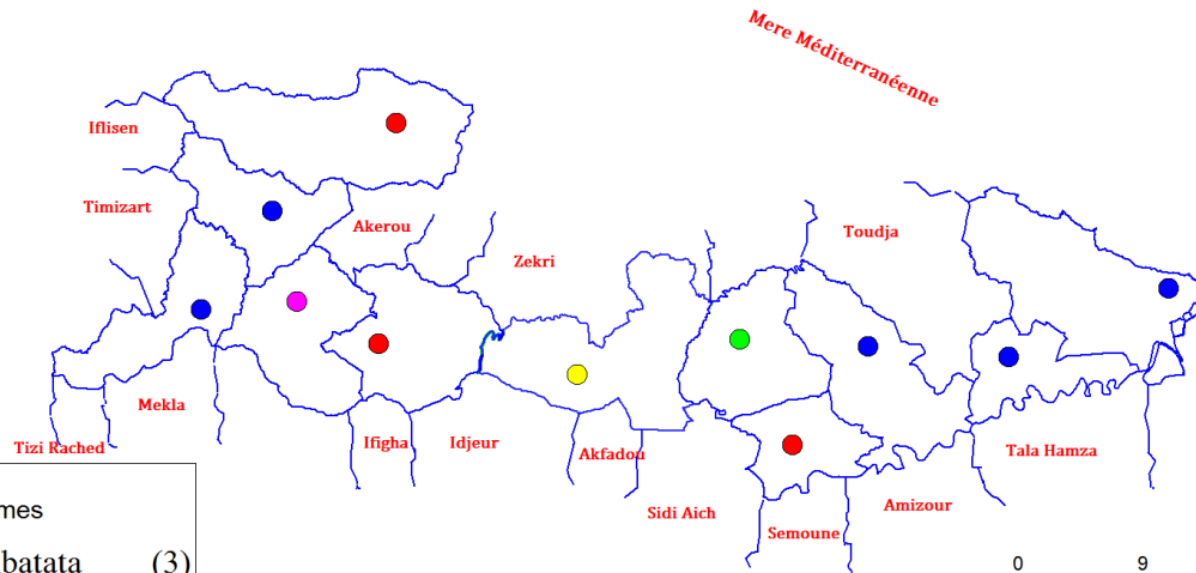 Mere Méditerranéenne
Iflisen
Timizart
Akerou
Toudja
Zekri
Mekla
Tizi Rached
Ifigha
Idjeur
Akfadou
Tala Hamza
Sidi Aich
Amizour
Semoune
mes
batata (3)
0 9